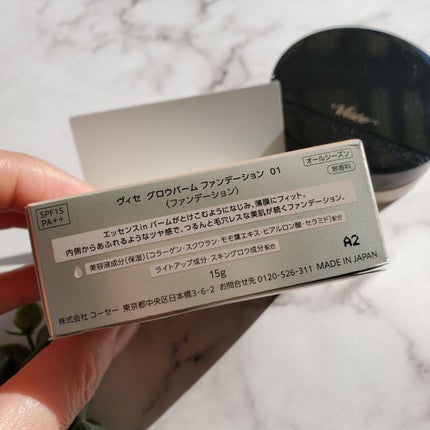 Visée
SPF15
PA++
ヴィセ グロウバーム ファンデーション 01
〈ファンデーション〉
オールシーズン
無香料
エッセンスin バームがとけこむようになじみ、薄膜にフィット。
内側からあふれるようなツヤ感で、つるんと毛穴レスな美肌が続くファンデーション。
美容液成分(保湿)[コラーゲン・スクワラン・モモ葉エキス・ヒアルロン酸・セラミド]配合
ライトアップ成分・スキングロウ成分配合
15g
A2
株式会社 コーセー 東京都中央区日本橋3-6-2 お問合せ先 0120-526-311 MADE IN JAPAN